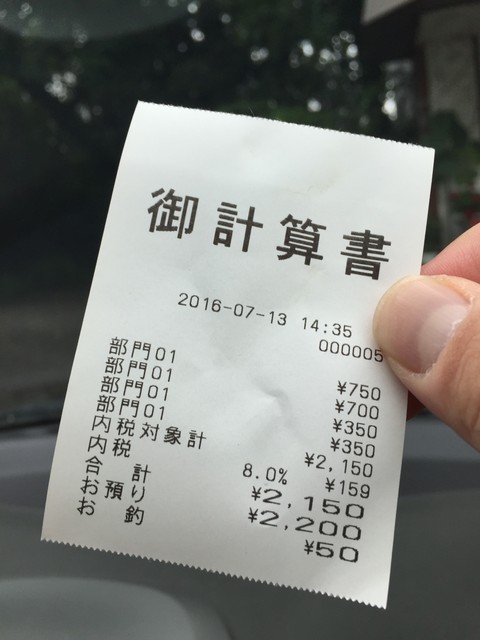 御計算書
2016-07-13 14:35
000005
部門01 ¥750
部門01 ¥700
部門01 ¥350
部門01 ¥350
内税対象計 ¥2,150
内税 8.0% ¥159
合 計 ¥2,150
お預り ¥2,200
お 釣 ¥50